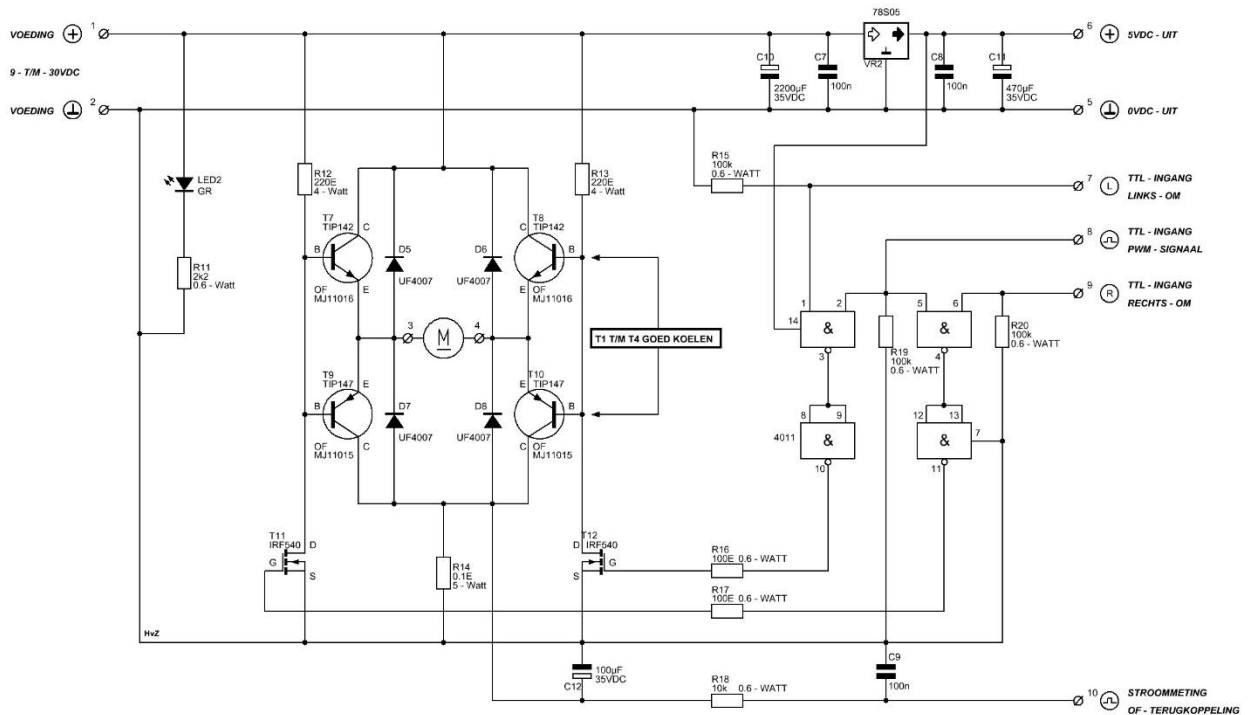 78S05
VOEDING + 1
6 + 5VDC - UIT
VR2
9 - T/M - 30VDC
C10
2200µF
35VDC
C7
100n
C8
100n
C11
470µF
35VDC
VOEDING 2
5 0VDC - UIT
R15
100k
0.6 - WATT
7 L TTL - INGANG
LINKS - OM
LED2
GR
R12
220E
4 - Watt
R13
220E
4 - Watt
8 TTL - INGANG
PWM - SIGNAAL
R11
2k2
0.6 - Watt
T7
TIP142
C
B
E
OF
MJ11016
D5
UF4007
D6
UF4007
T8
TIP142
C
B
E
OF
MJ11016
9 R TTL - INGANG
RECHTS - OM
1 2 5 6
14 & &
3 4
R19
100k
0.6 - WATT
R20
100k
0.6 - WATT
3 M 4
T1 T/M T4 GOED KOELEN
T9
TIP147
E
B
C
OF
MJ11015
D7
UF4007
D8
UF4007
T10
TIP147
E
B
C
OF
MJ11015
8 9 12 13
4011 & & 7
10 11
T11
IRF540
D
G
S
R14
0.1E
5 - Watt
T12
IRF540
D
G
S
R16
100E 0.6 - WATT
R17
100E 0.6 - WATT
HvZ
100µF
35VDC
C12
C9
100n
R18
10k 0.6 - WATT
10 STROOMMETING
OF - TERUGKOPPELING